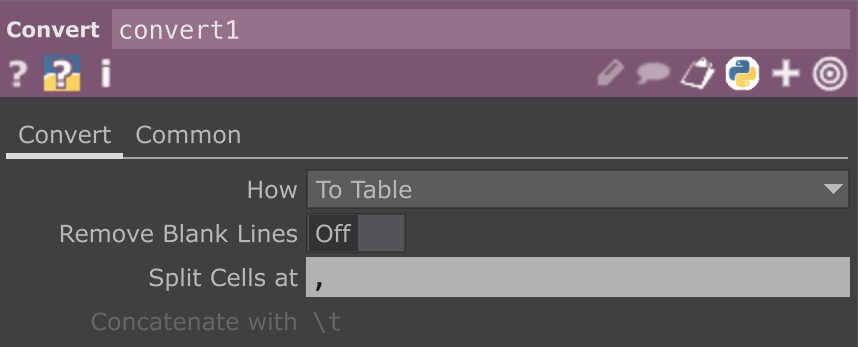 Convert convert1
? ? i
Convert Common
How To Table
Remove Blank Lines Off
Split Cells at ,
Concatenate with \t